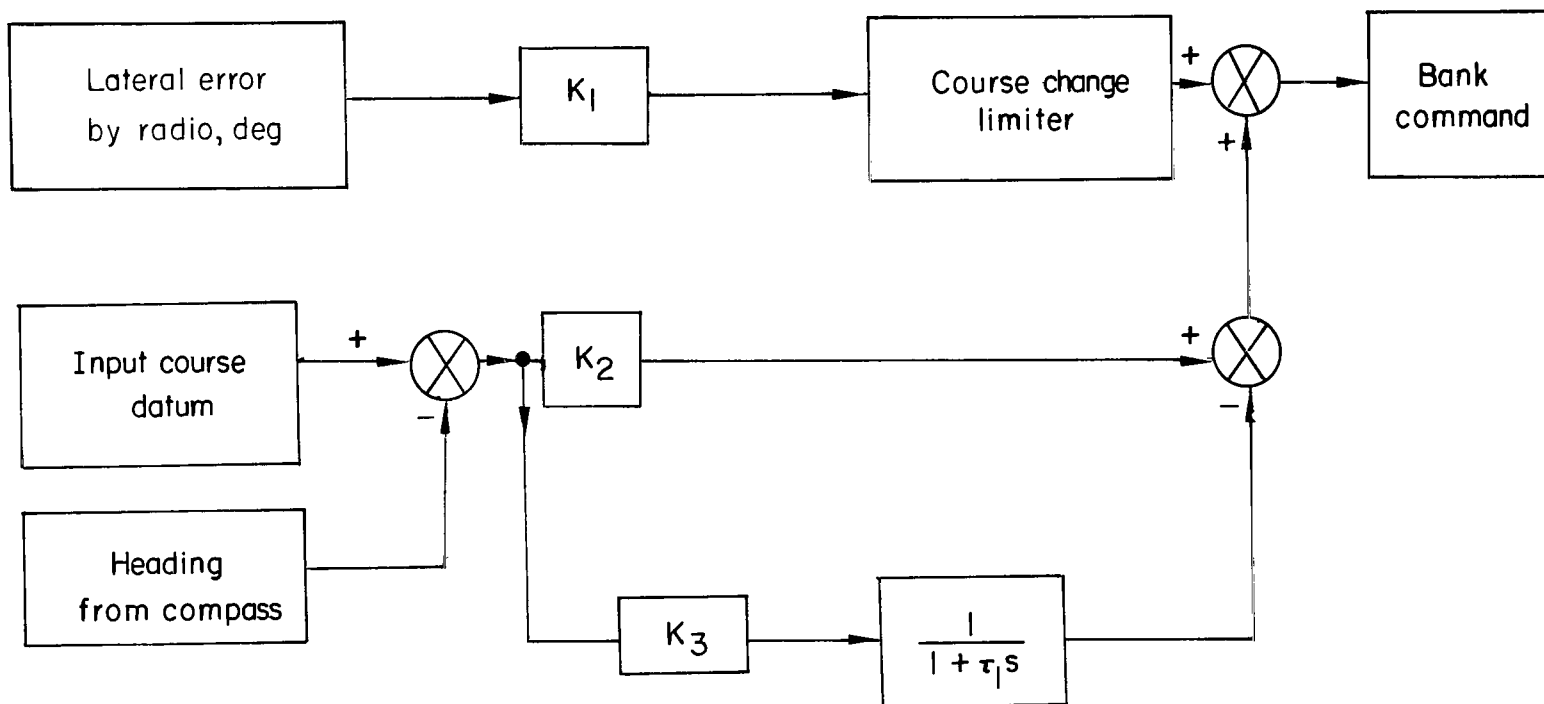 Lateral error
by radio, deg
K1
Course change
limiter
+
+
Bank
command
Input course
datum
+
-
K2
+
-
Heading
from compass
K3
1
1 + τ1s